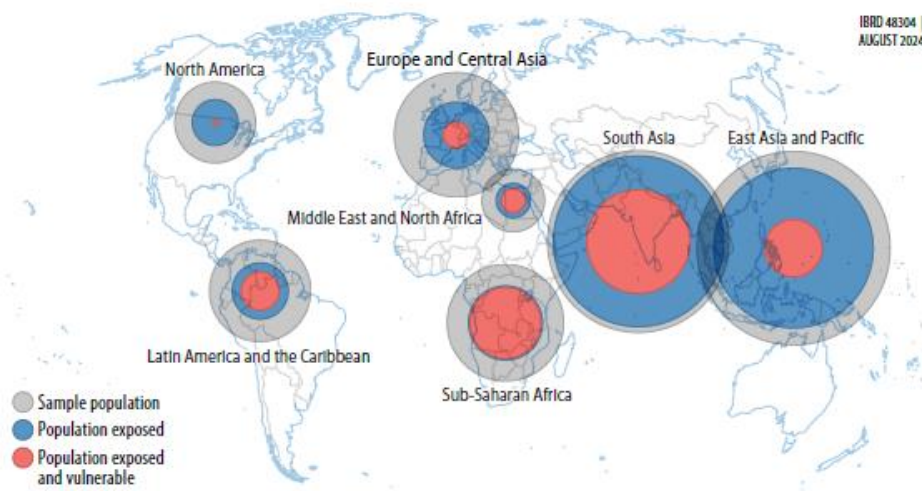 IBRD 48304 |
AUGUST 2024
North America
Europe and Central Asia
South Asia
East Asia and Pacific
Middle East and North Africa
Latin America and the Caribbean
Sub-Saharan Africa
Sample population
Population exposed
Population exposed
and vulnerable